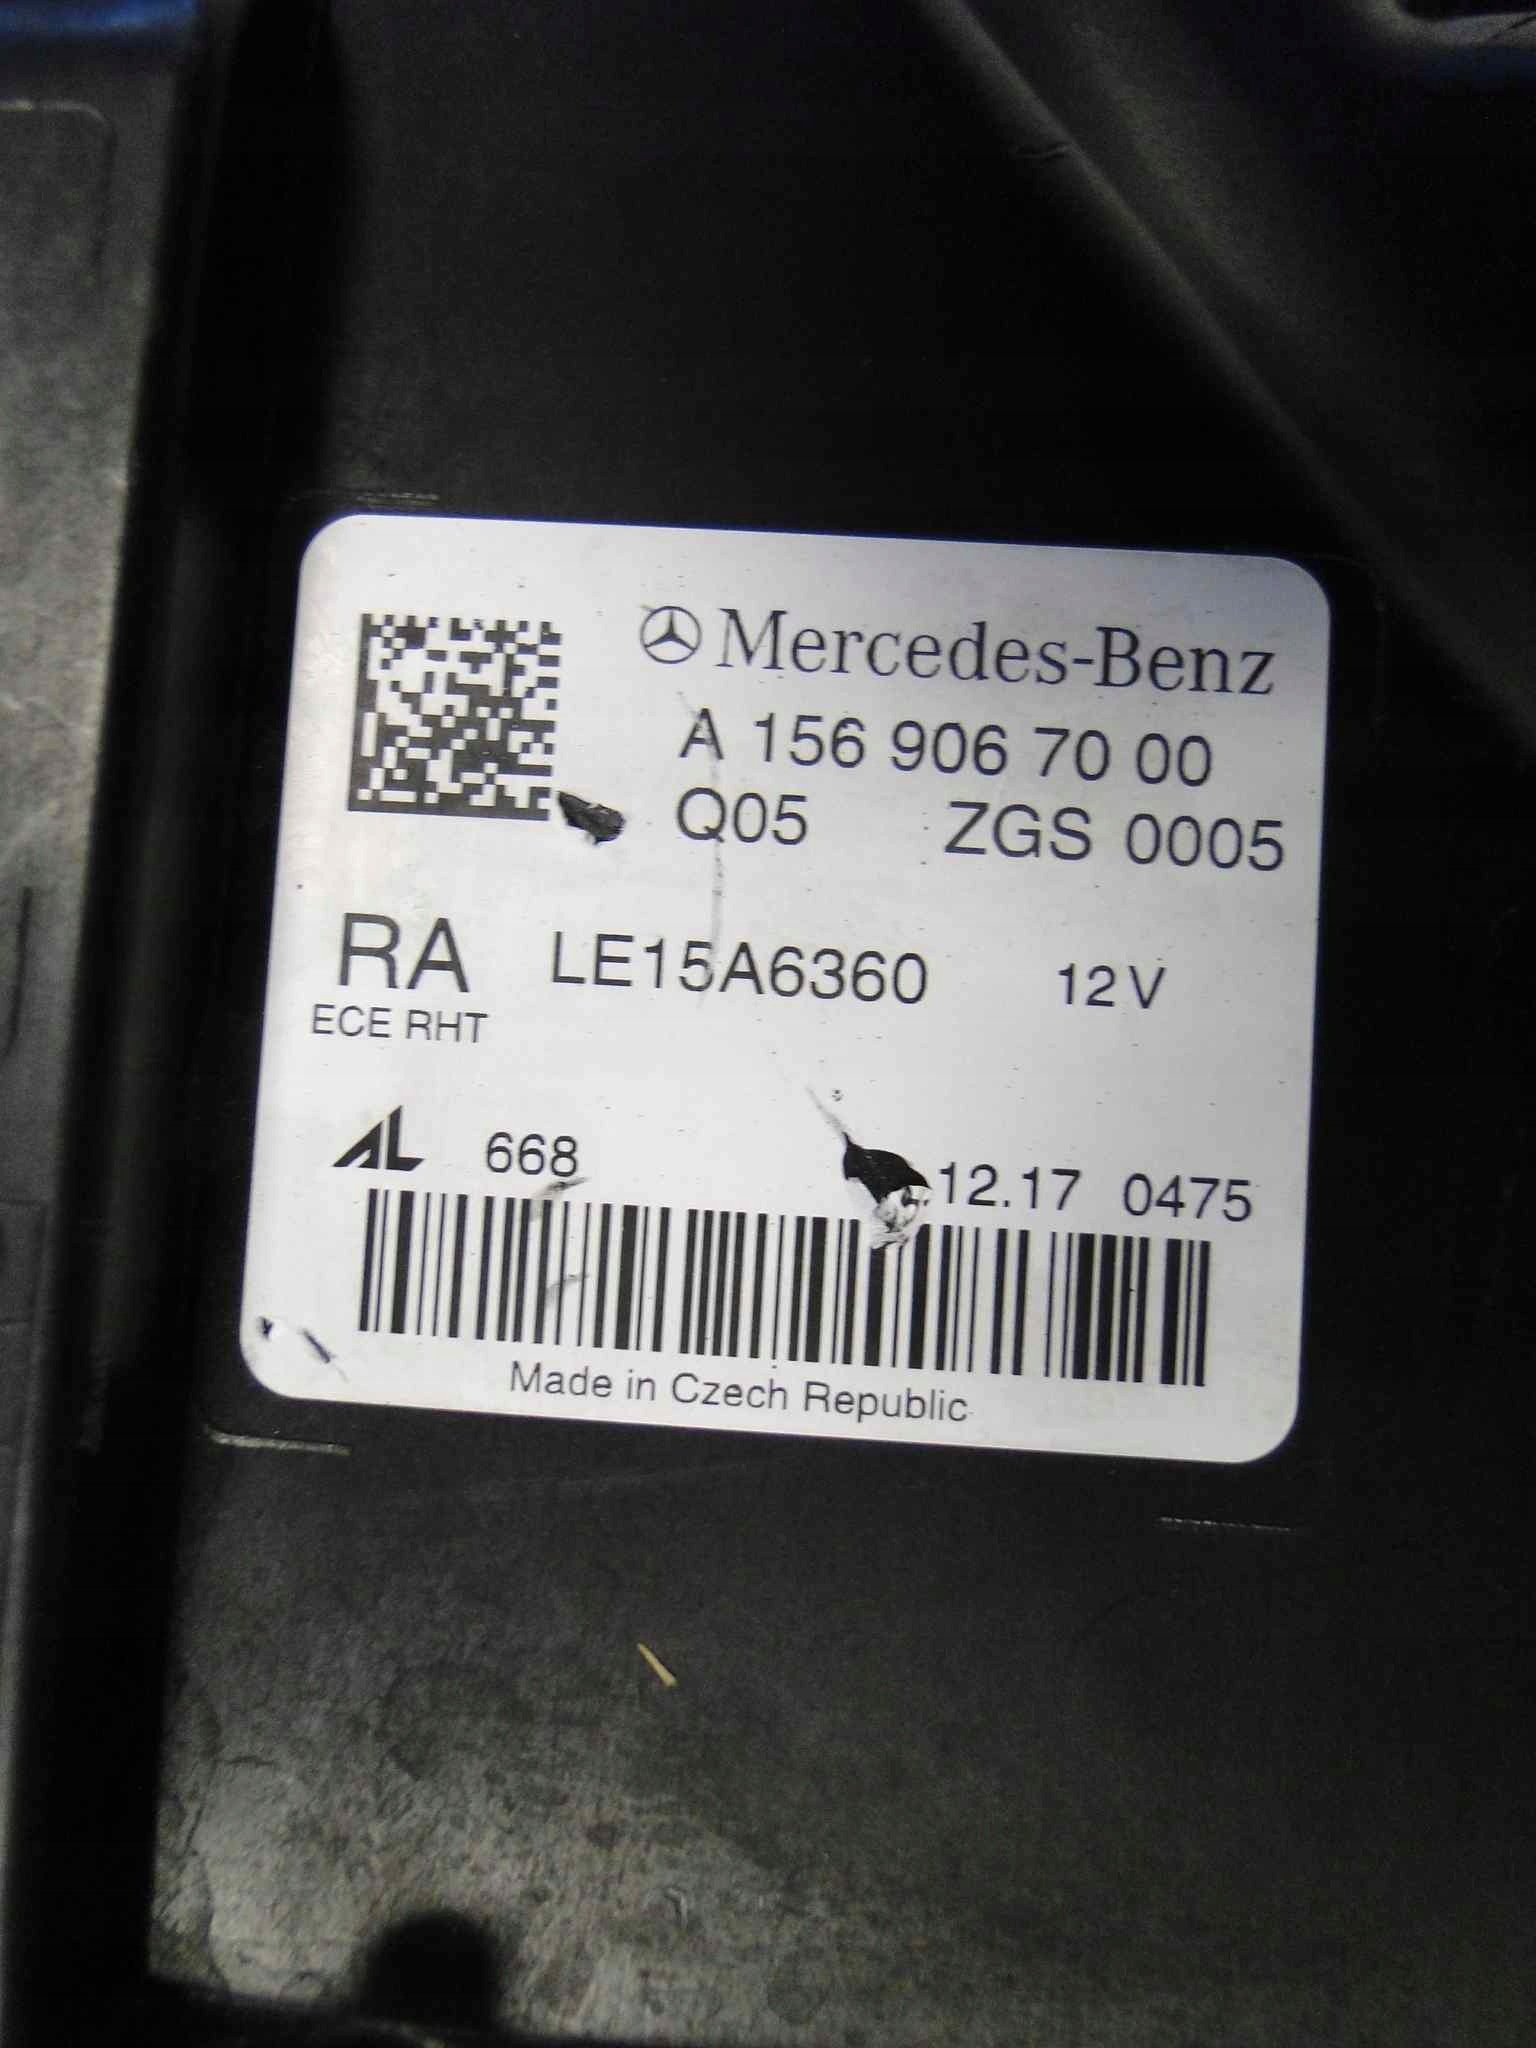 Mercedes-Benz
A 156 906 70 00
Q05 ZGS 0005
RA LE15A6360 12V
ECE RHT
AL 668 .12.17 0475
Made in Czech Republic